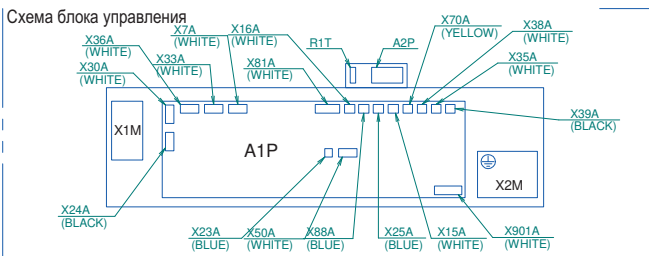 Схема блока управления
X36A
(WHITE)
X7A
(WHITE)
X16A
(WHITE)
R1T
A2P
X70A
(YELLOW)
X38A
(WHITE)
X30A
(WHITE)
X33A
(WHITE)
X81A
(WHITE)
X35A
(WHITE)
X39A
(BLACK)
X1M
A1P
X2M
X24A
(BLACK)
X23A
(BLUE)
X50A
(WHITE)
X88A
(BLUE)
X25A
(BLUE)
X15A
(WHITE)
X901A
(WHITE)